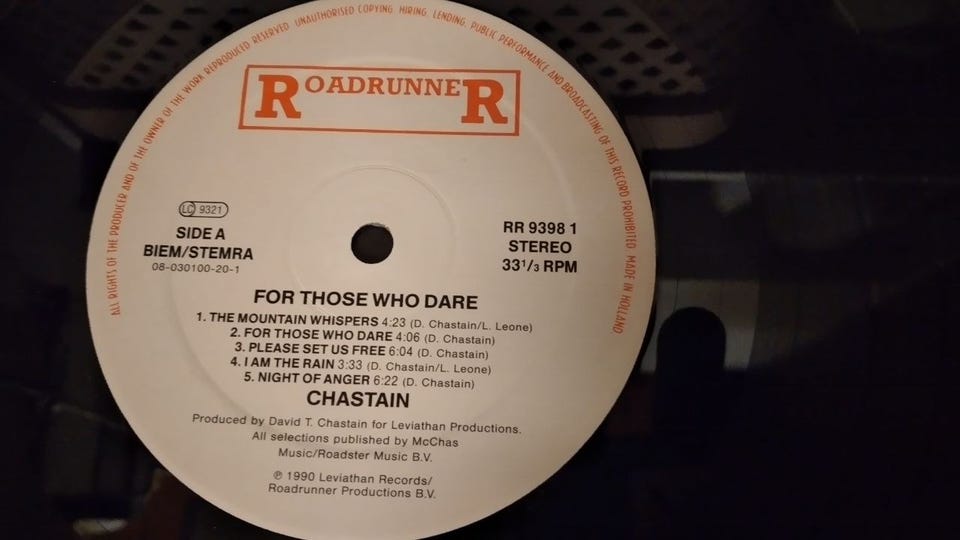 ALL RIGHTS OF THE PRODUCER AND OF THE OWNER OF THE WORK REPRODUCED RESERVED. UNAUTHORISED COPYING, HIRING, LENDING, PUBLIC PERFORMANCE AND BROADCASTING OF THIS RECORD PROHIBITED. MADE IN HOLLAND
ROADRUNNER
LC 9321
SIDE A
BIEM/STEMRA
08-030100-20-1
RR 9398 1
STEREO
33 1/3 RPM
FOR THOSE WHO DARE
1. THE MOUNTAIN WHISPERS 4:23 (D. Chastain/L. Leone)
2. FOR THOSE WHO DARE 4:06 (D. Chastain)
3. PLEASE SET US FREE 6:04 (D. Chastain)
4. I AM THE RAIN 3:33 (D. Chastain/L. Leone)
5. NIGHT OF ANGER 6:22 (D. Chastain)
CHASTAIN
Produced by David T. Chastain for Leviathan Productions.
All selections published by McChas
Music/Roadster Music B.V.
℗ 1990 Leviathan Records/
Roadrunner Productions B.V.